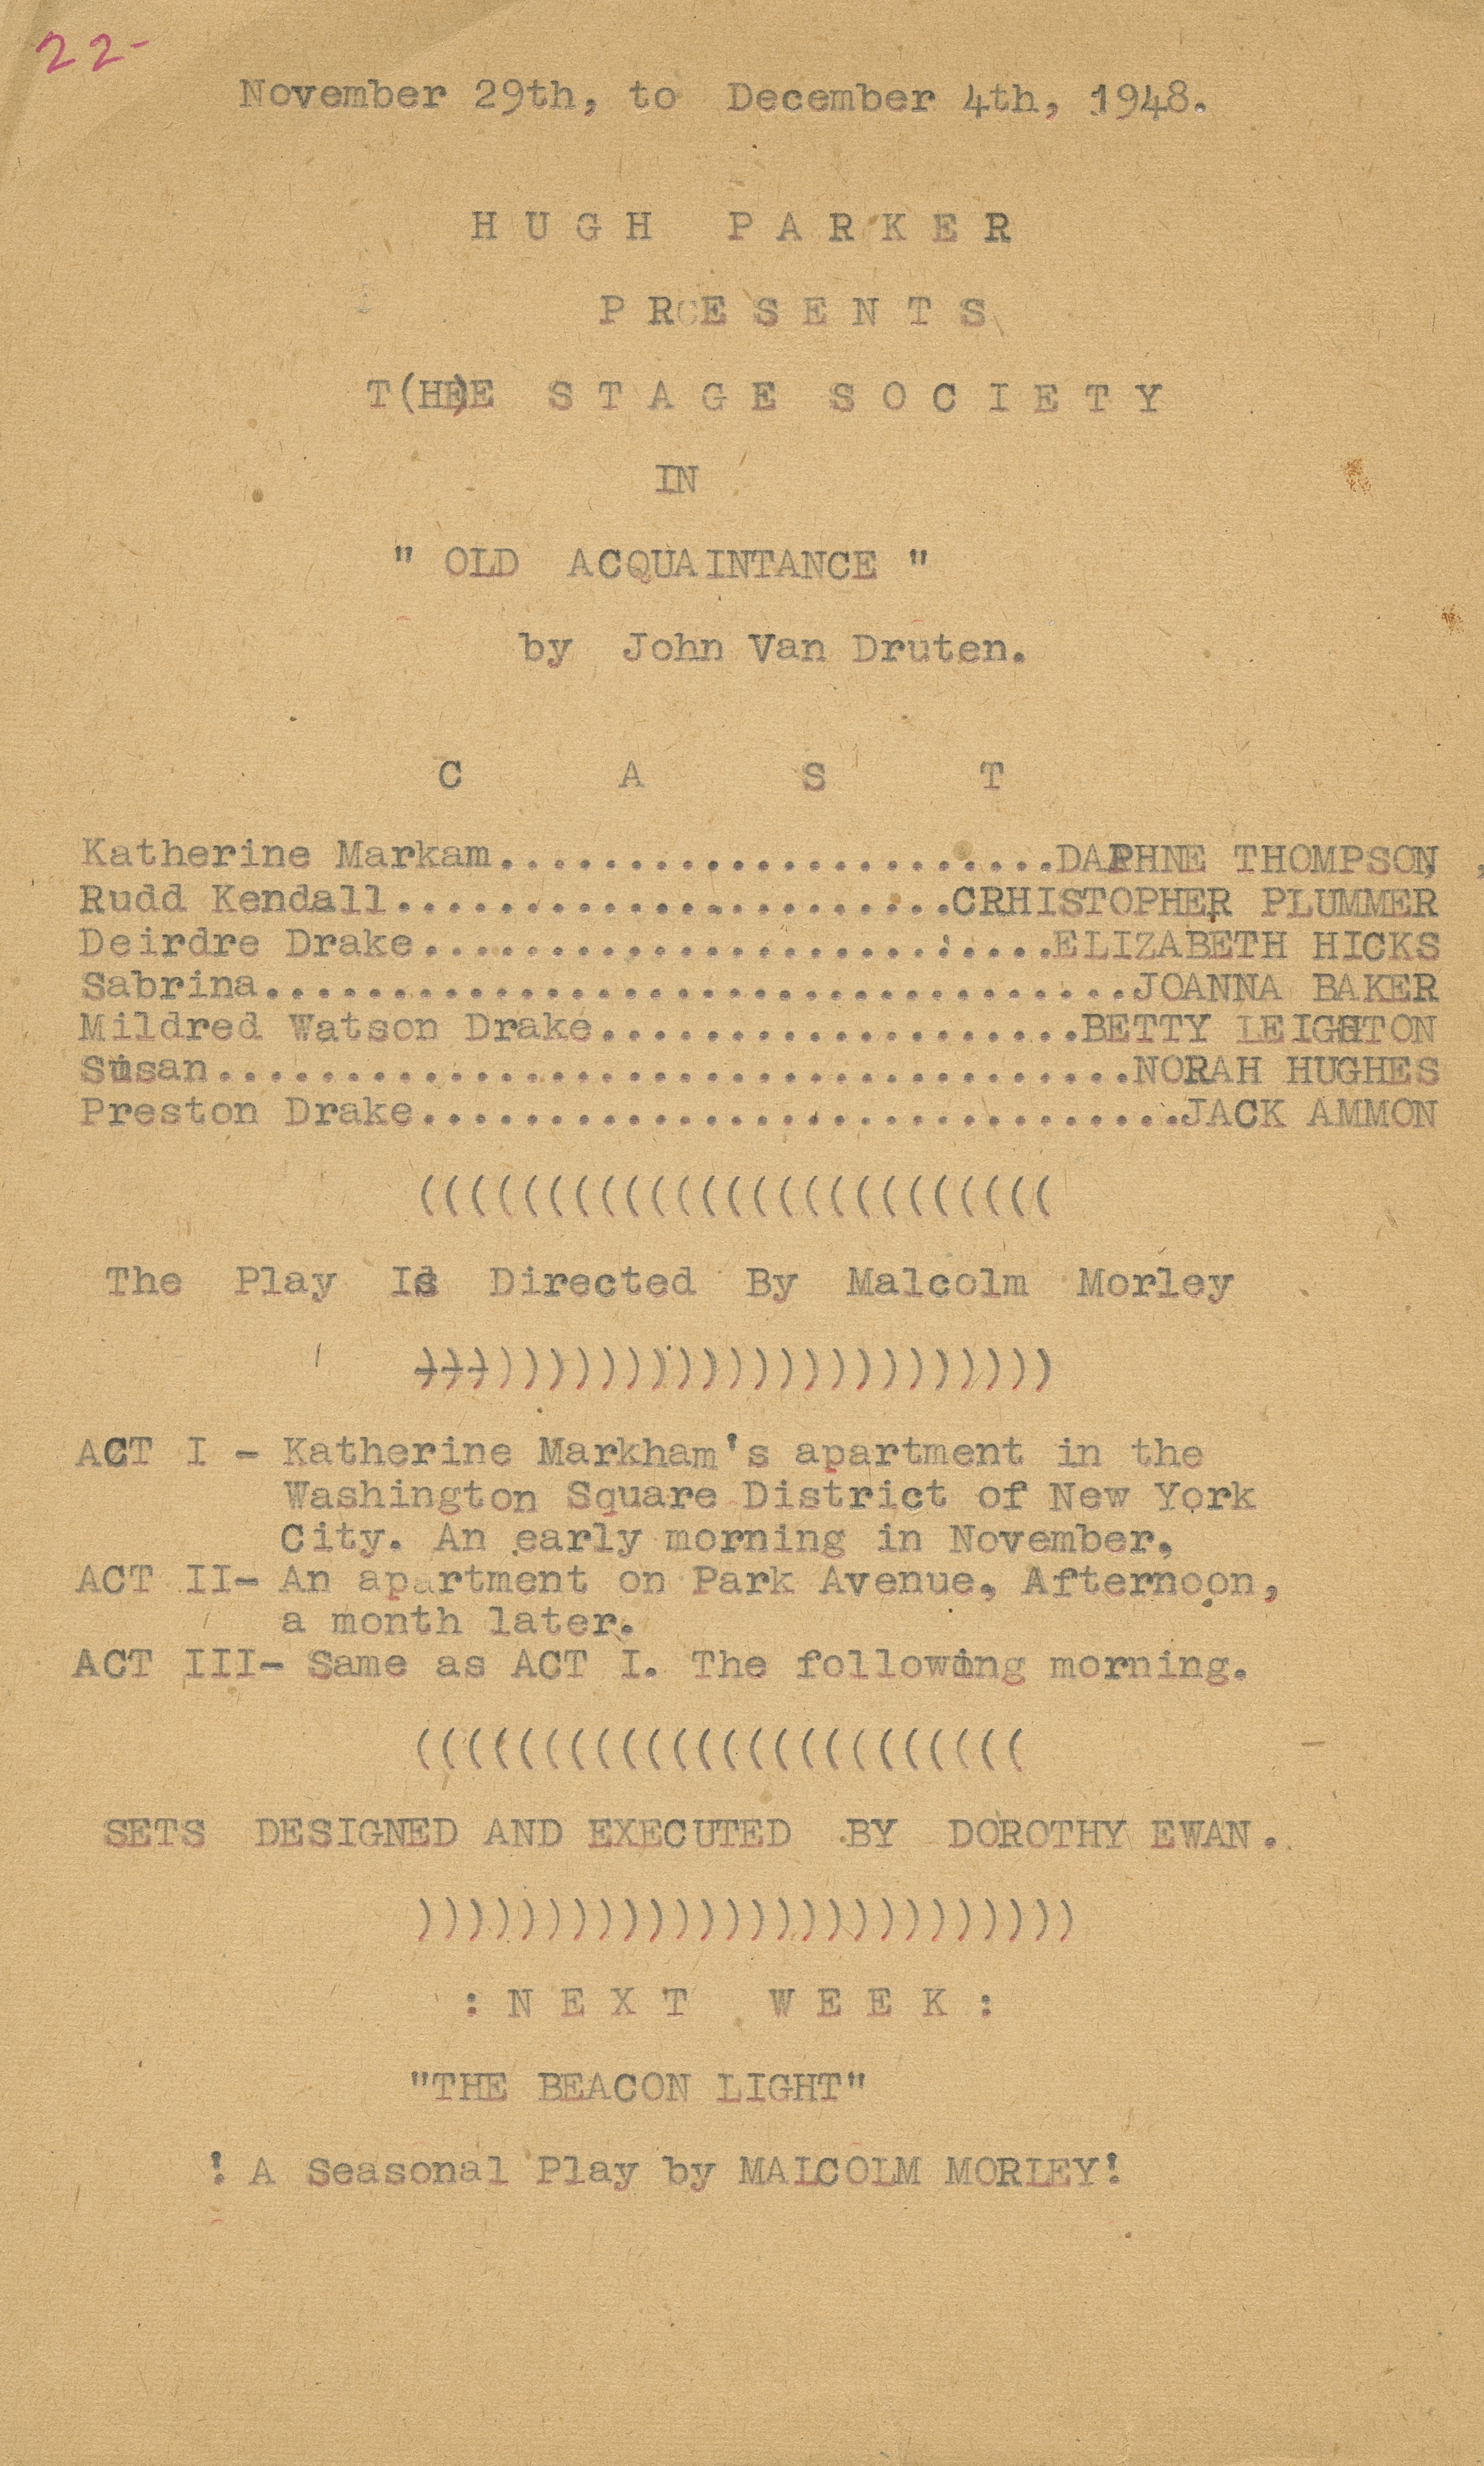 22-
November 29th, to December 4th, 1948.
H U G H P A R K E R
P R E S E N T S
T(HE)E S T A G E S O C I E T Y
IN
" OLD ACQUAINTANCE "
by John Van Druten.
C A S T
Katherine Markam......................DAPHNE THOMPSON,
Rudd Kendall......................CRHISTOPHER PLUMMER
Deirdre Drake....................:....ELIZABETH HICKS
Sabrina..................................JOANNA BAKER
Mildred Watson Drake...................BETTY LEIGHTON
Susan....................................NORAH HUGHES
Preston Drake..............................JACK AMMON
(((((((((((((((((((((((((
The Play Is Directed By Malcolm Morley
)))))))))))))))))))))))))
ACT I - Katherine Markham's apartment in the
Washington Square District of New York
City. An early morning in November,
ACT II- An apartment on Park Avenue, Afternoon,
a month later.
ACT III- Same as ACT I. The following morning.
((((((((((((((((((((((((
SETS DESIGNED AND EXECUTED BY DOROTHY EWAN.
))))))))))))))))))))))))))
: N E X T W E E K :
"THE BEACON LIGHT"
! A Seasonal Play by MALCOLM MORLEY!